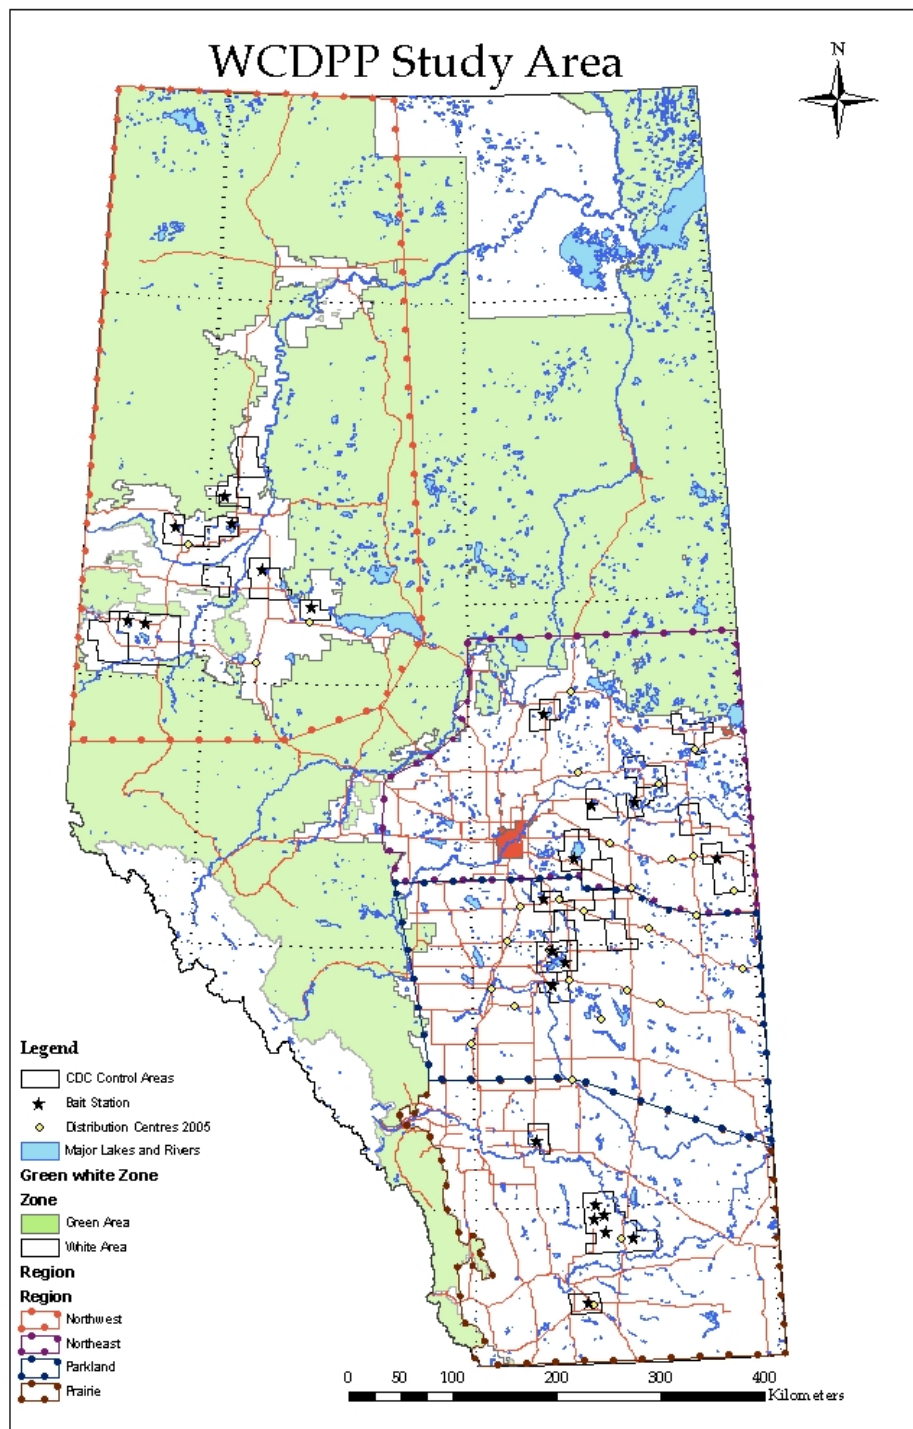 WCDPP Study Area
N
Legend
CDC Control Areas
Bait Station
Distribution Centres 2005
Major Lakes and Rivers
Green white Zone
Zone
Green Area
White Area
Region
Region
Northwest
Northeast
Parkland
Prairie
0 50 100 200 300 400
Kilometers